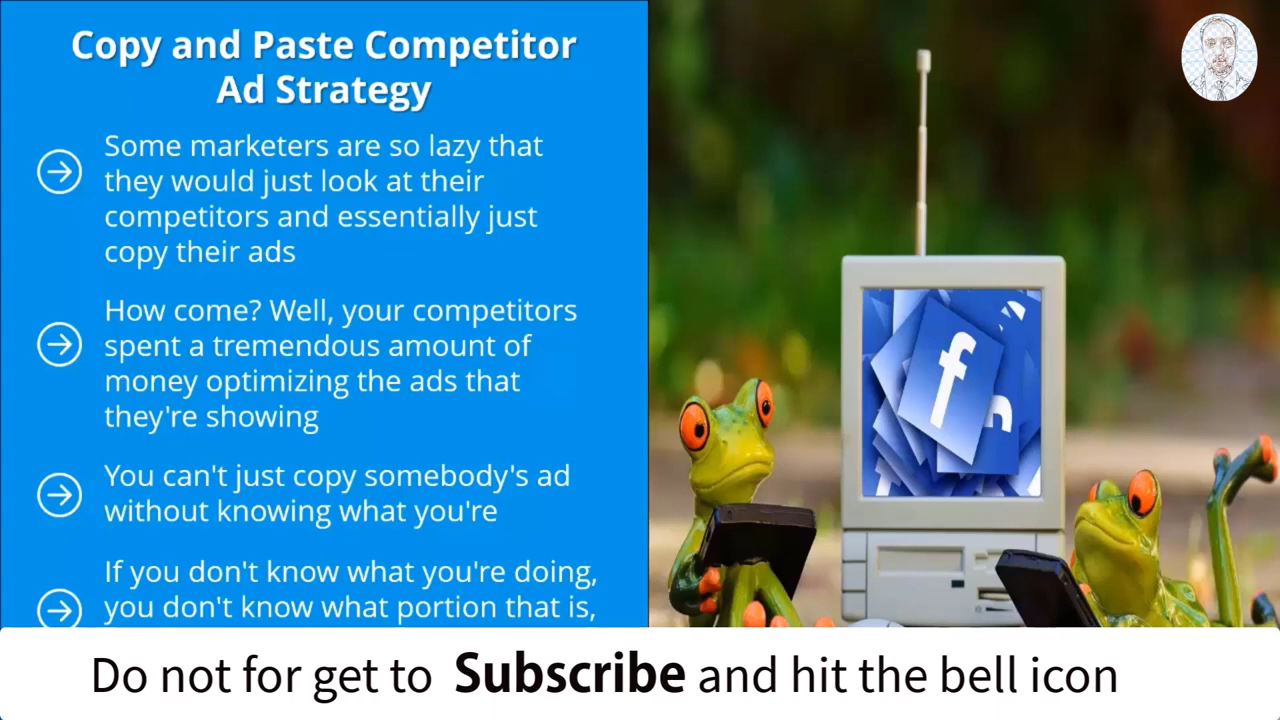 Copy and Paste Competitor
Ad Strategy
Some marketers are so lazy that
they would just look at their
competitors and essentially just
copy their ads
How come? Well, your competitors
spent a tremendous amount of
money optimizing the ads that
they're showing
You can't just copy somebody's ad
without knowing what you're
If you don't know what you're doing,
you don't know what portion that is,
f
Do not for get to Subscribe and hit the bell icon